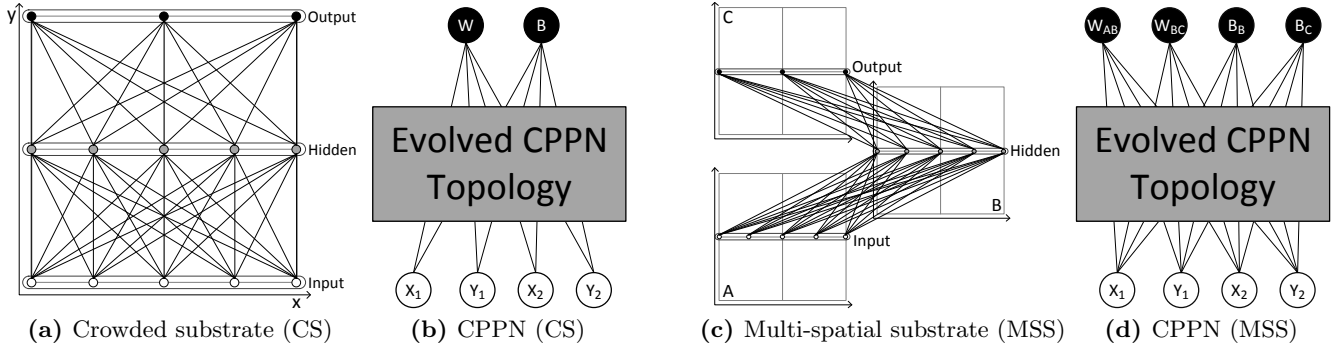 y
Output
Hidden
Input
x
(a) Crowded substrate (CS)
W B
Evolved CPPN
Topology
X1 Y1 X2 Y2
(b) CPPN (CS)
C
Output
Hidden
B
Input
A
(c) Multi-spatial substrate (MSS)
WAB WBC BB BC
Evolved CPPN
Topology
X1 Y1 X2 Y2
(d) CPPN (MSS)